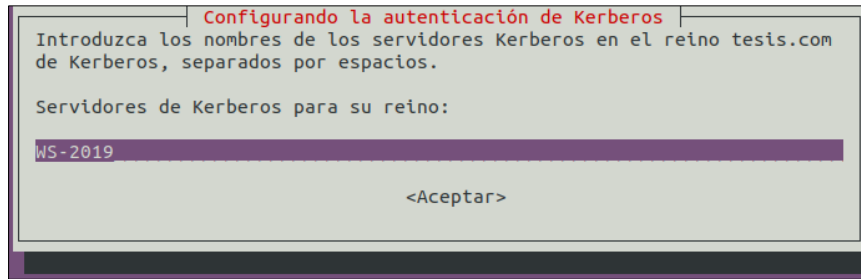 Configurando la autenticación de Kerberos
Introduzca los nombres de los servidores Kerberos en el reino tesis.com
de Kerberos, separados por espacios.
Servidores de Kerberos para su reino:
WS-2019
<Aceptar>